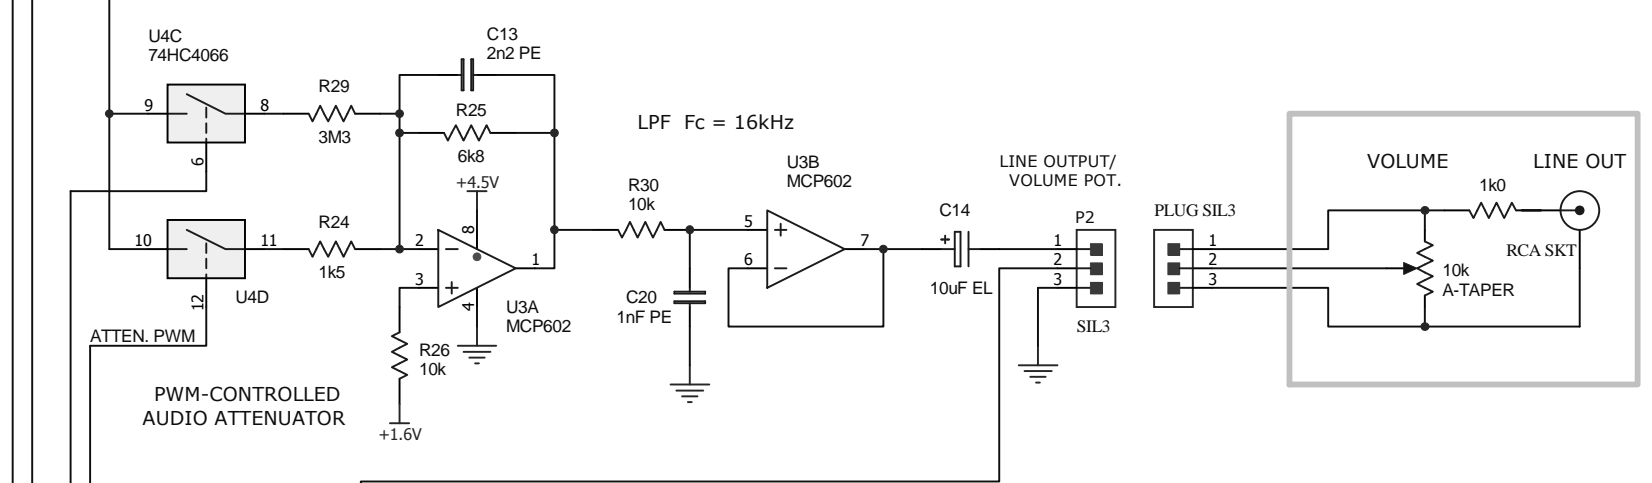 U4C
74HC4066
9
8
6
R29
3M3
C13
2n2 PE
R25
6k8
+4.5V
10
11
12
U4D
R24
1k5
2
3
8
4
1
U3A
MCP602
R26
10k
+1.6V
ATTEN. PWM
PWM-CONTROLLED
AUDIO ATTENUATOR
LPF Fc = 16kHz
R30
10k
C20
1nF PE
U3B
MCP602
5
6
7
C14
+
10uF EL
LINE OUTPUT/
VOLUME POT.
P2
1
2
3
SIL3
PLUG SIL3
1
2
3
VOLUME
LINE OUT
1k0
RCA SKT
10k
A-TAPER